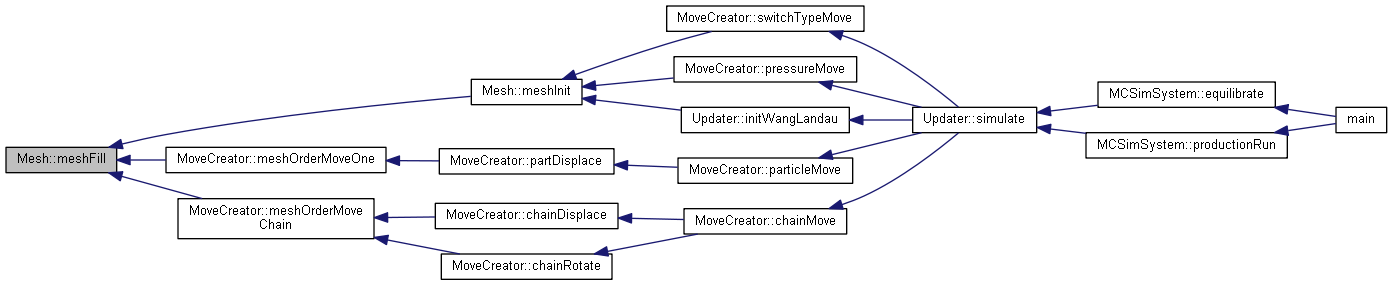 MoveCreator::switchTypeMove
MoveCreator::pressureMove
Mesh::meshInit
MCSimSystem::equilibrate
Updater::initWangLandau
Updater::simulate
main
MCSimSystem::productionRun
Mesh::meshFill
MoveCreator::meshOrderMoveOne
MoveCreator::partDisplace
MoveCreator::particleMove
MoveCreator::meshOrderMove
Chain
MoveCreator::chainDisplace
MoveCreator::chainMove
MoveCreator::chainRotate